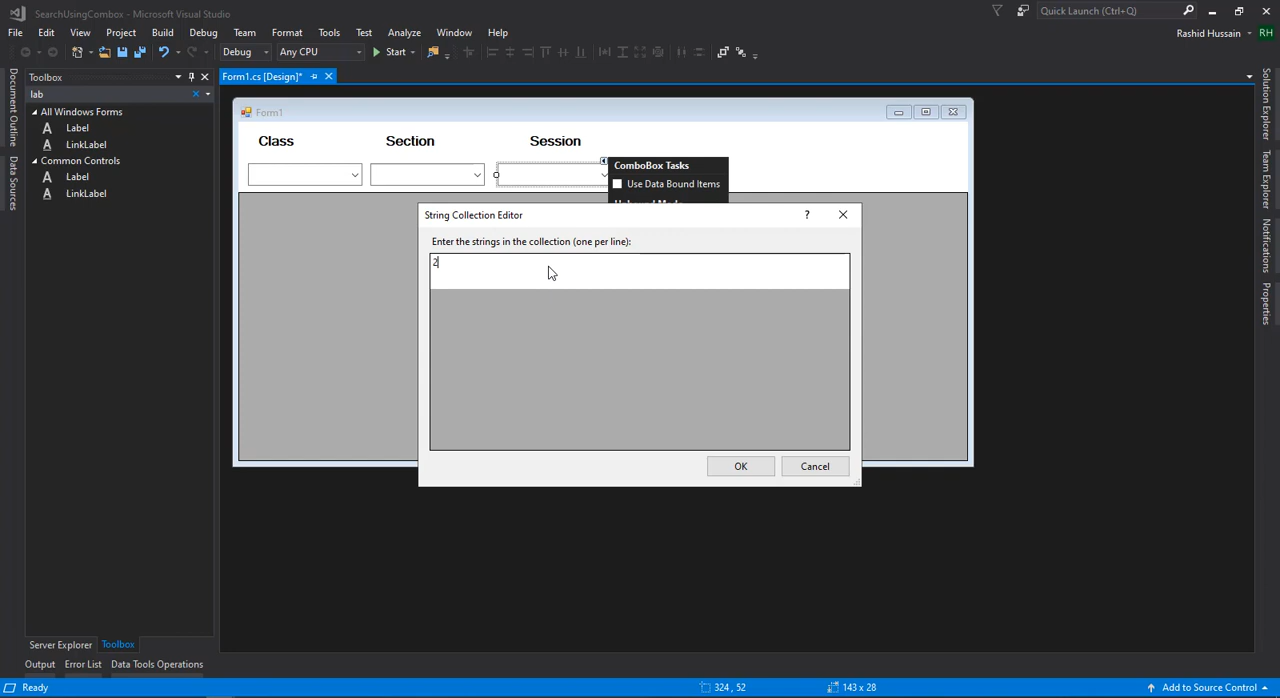 SearchUsingCombox - Microsoft Visual Studio
Quick Launch (Ctrl+Q)
File Edit View Project Build Debug Team Format Tools Test Analyze Window Help
Rashid Hussain RH
Debug Any CPU Start
Document Outline
Data Sources
Toolbox
lab
All Windows Forms
A Label
A LinkLabel
Common Controls
A Label
A LinkLabel
Form1.cs [Design]*
Form1
Class Section Session
ComboBox Tasks
Use Data Bound Items
String Collection Editor
?
Enter the strings in the collection (one per line):
2
OK Cancel
Solution Explorer
Team Explorer
Notifications
Properties
Server Explorer Toolbox
Output Error List Data Tools Operations
Ready 324 , 52 143 x 28 Add to Source Control